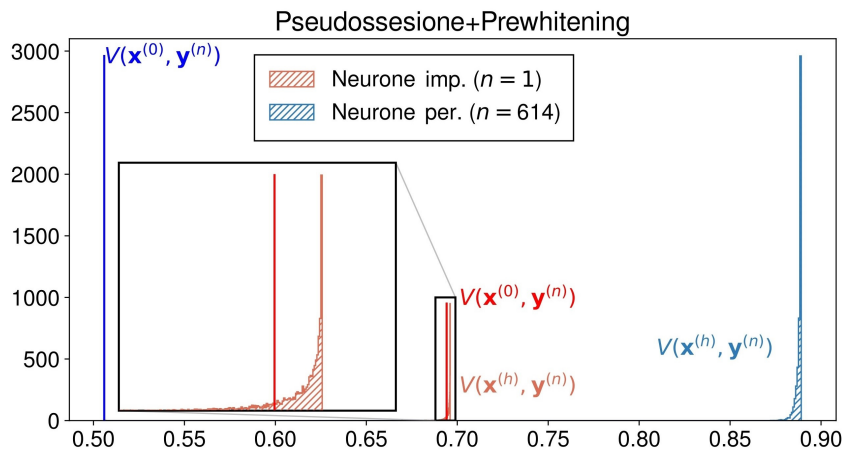 Pseudossesione+Prewhitening
3000
2500
2000
1500
1000
500
0
V(x^(0), y^(n))
Neurone imp. (n = 1)
Neurone per. (n = 614)
V(x^(0), y^(n))
V(x^(h), y^(n))
V(x^(h), y^(n))
0.50 0.55 0.60 0.65 0.70 0.75 0.80 0.85 0.90